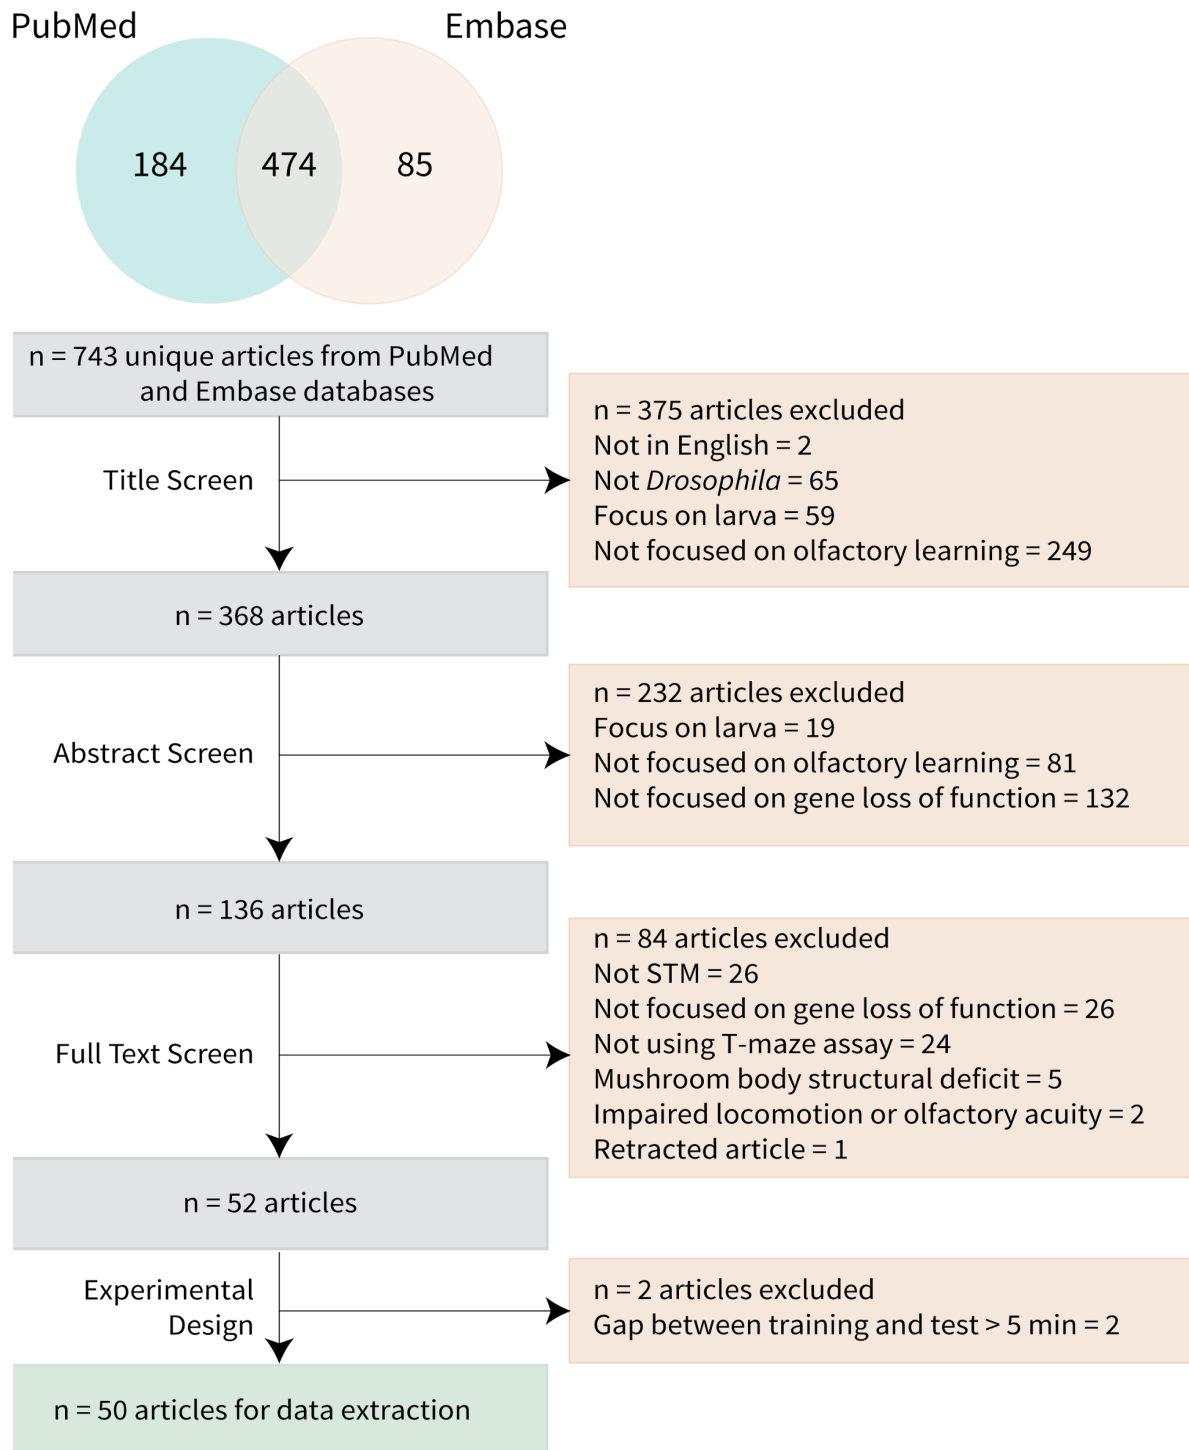 PubMed
Embase
184
474
85
n = 743 unique articles from PubMed
and Embase databases
Title Screen
n = 375 articles excluded
Not in English = 2
Not Drosophila = 65
Focus on larva = 59
Not focused on olfactory learning = 249
n = 368 articles
Abstract Screen
n = 232 articles excluded
Focus on larva = 19
Not focused on olfactory learning = 81
Not focused on gene loss of function = 132
n = 136 articles
Full Text Screen
n = 84 articles excluded
Not STM = 26
Not focused on gene loss of function = 26
Not using T-maze assay = 24
Mushroom body structural deficit = 5
Impaired locomotion or olfactory acuity = 2
Retracted article = 1
n = 52 articles
Experimental
Design
n = 2 articles excluded
Gap between training and test > 5 min = 2
n = 50 articles for data extraction